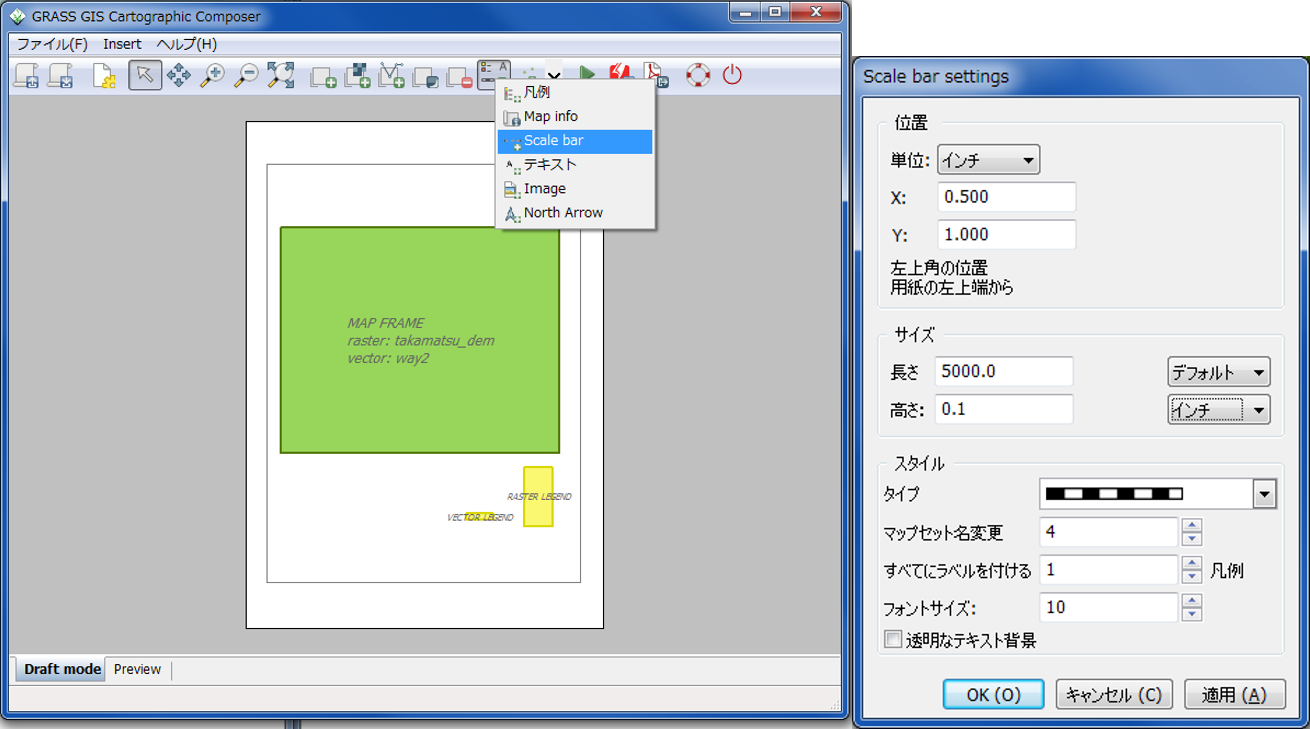 GRASS GIS Cartographic Composer
ファイル(F) Insert ヘルプ(H)
凡例
Map info
Scale bar
テキスト
Image
North Arrow
MAP FRAME
raster: takamatsu_dem
vector: way2
RASTER LEGEND
VECTOR LEGEND
Draft mode Preview
Scale bar settings
位置
単位: インチ
X: 0.500
Y: 1.000
左上角の位置
用紙の左上端から
サイズ
長さ 5000.0 デフォルト
高さ: 0.1 インチ
スタイル
タイプ
マップセット名変更 4
すべてにラベルを付ける 1 凡例
フォントサイズ: 10
透明なテキスト背景
OK (O) キャンセル (C) 適用 (A)